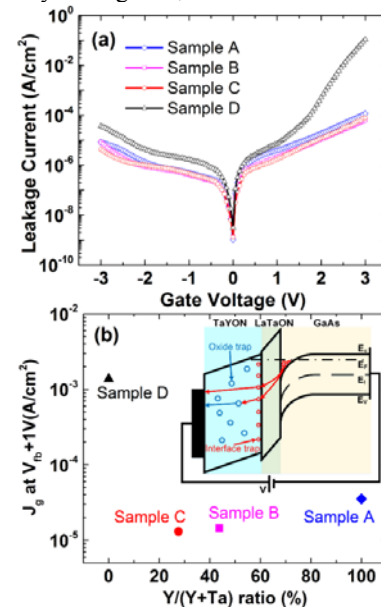 (a)
Sample A
Sample B
Sample C
Sample D
Leakage Current (A/cm²)
10�0
10⁻²
10⁻⁴
10⁻⁶
10⁻⁸
10⁻¹⁰
-3 -2 -1 0 1 2 3
Gate Voltage (V)
(b)
TaYON LaTaON GaAs
Oxide trap
Interface trap
E_F
E_i
E_V
V
Sample D
Sample C
Sample B
Sample A
J_g at V_fb+1V(A/cm²)
10⁻²
10⁻³
10⁻⁴
10⁻⁵
0 20 40 60 80 100
Y/(Y+Ta) ratio (%)